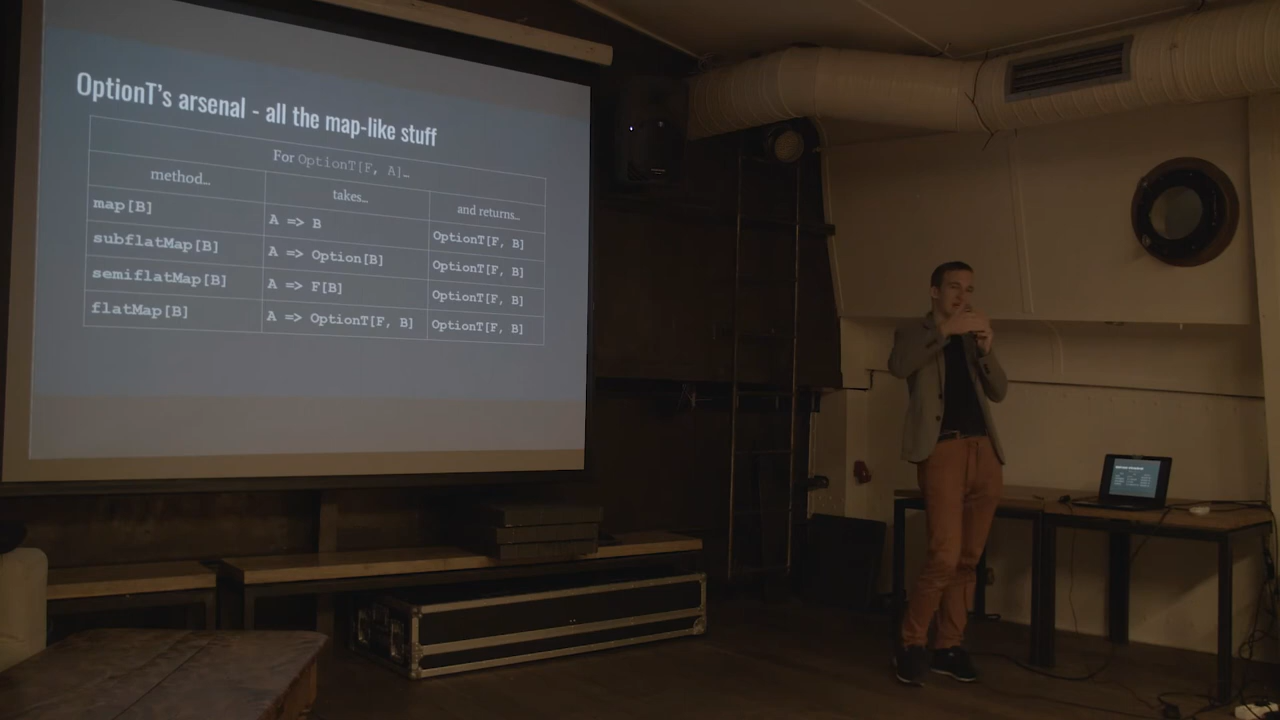 OptionT's arsenal - all the map-like stuff
For OptionT[F, A]…
method… takes… and returns…
map[B] A => B OptionT[F, B]
subflatMap[B] A => Option[B] OptionT[F, B]
semiflatMap[B] A => F[B] OptionT[F, B]
flatMap[B] A => OptionT[F, B] OptionT[F, B]